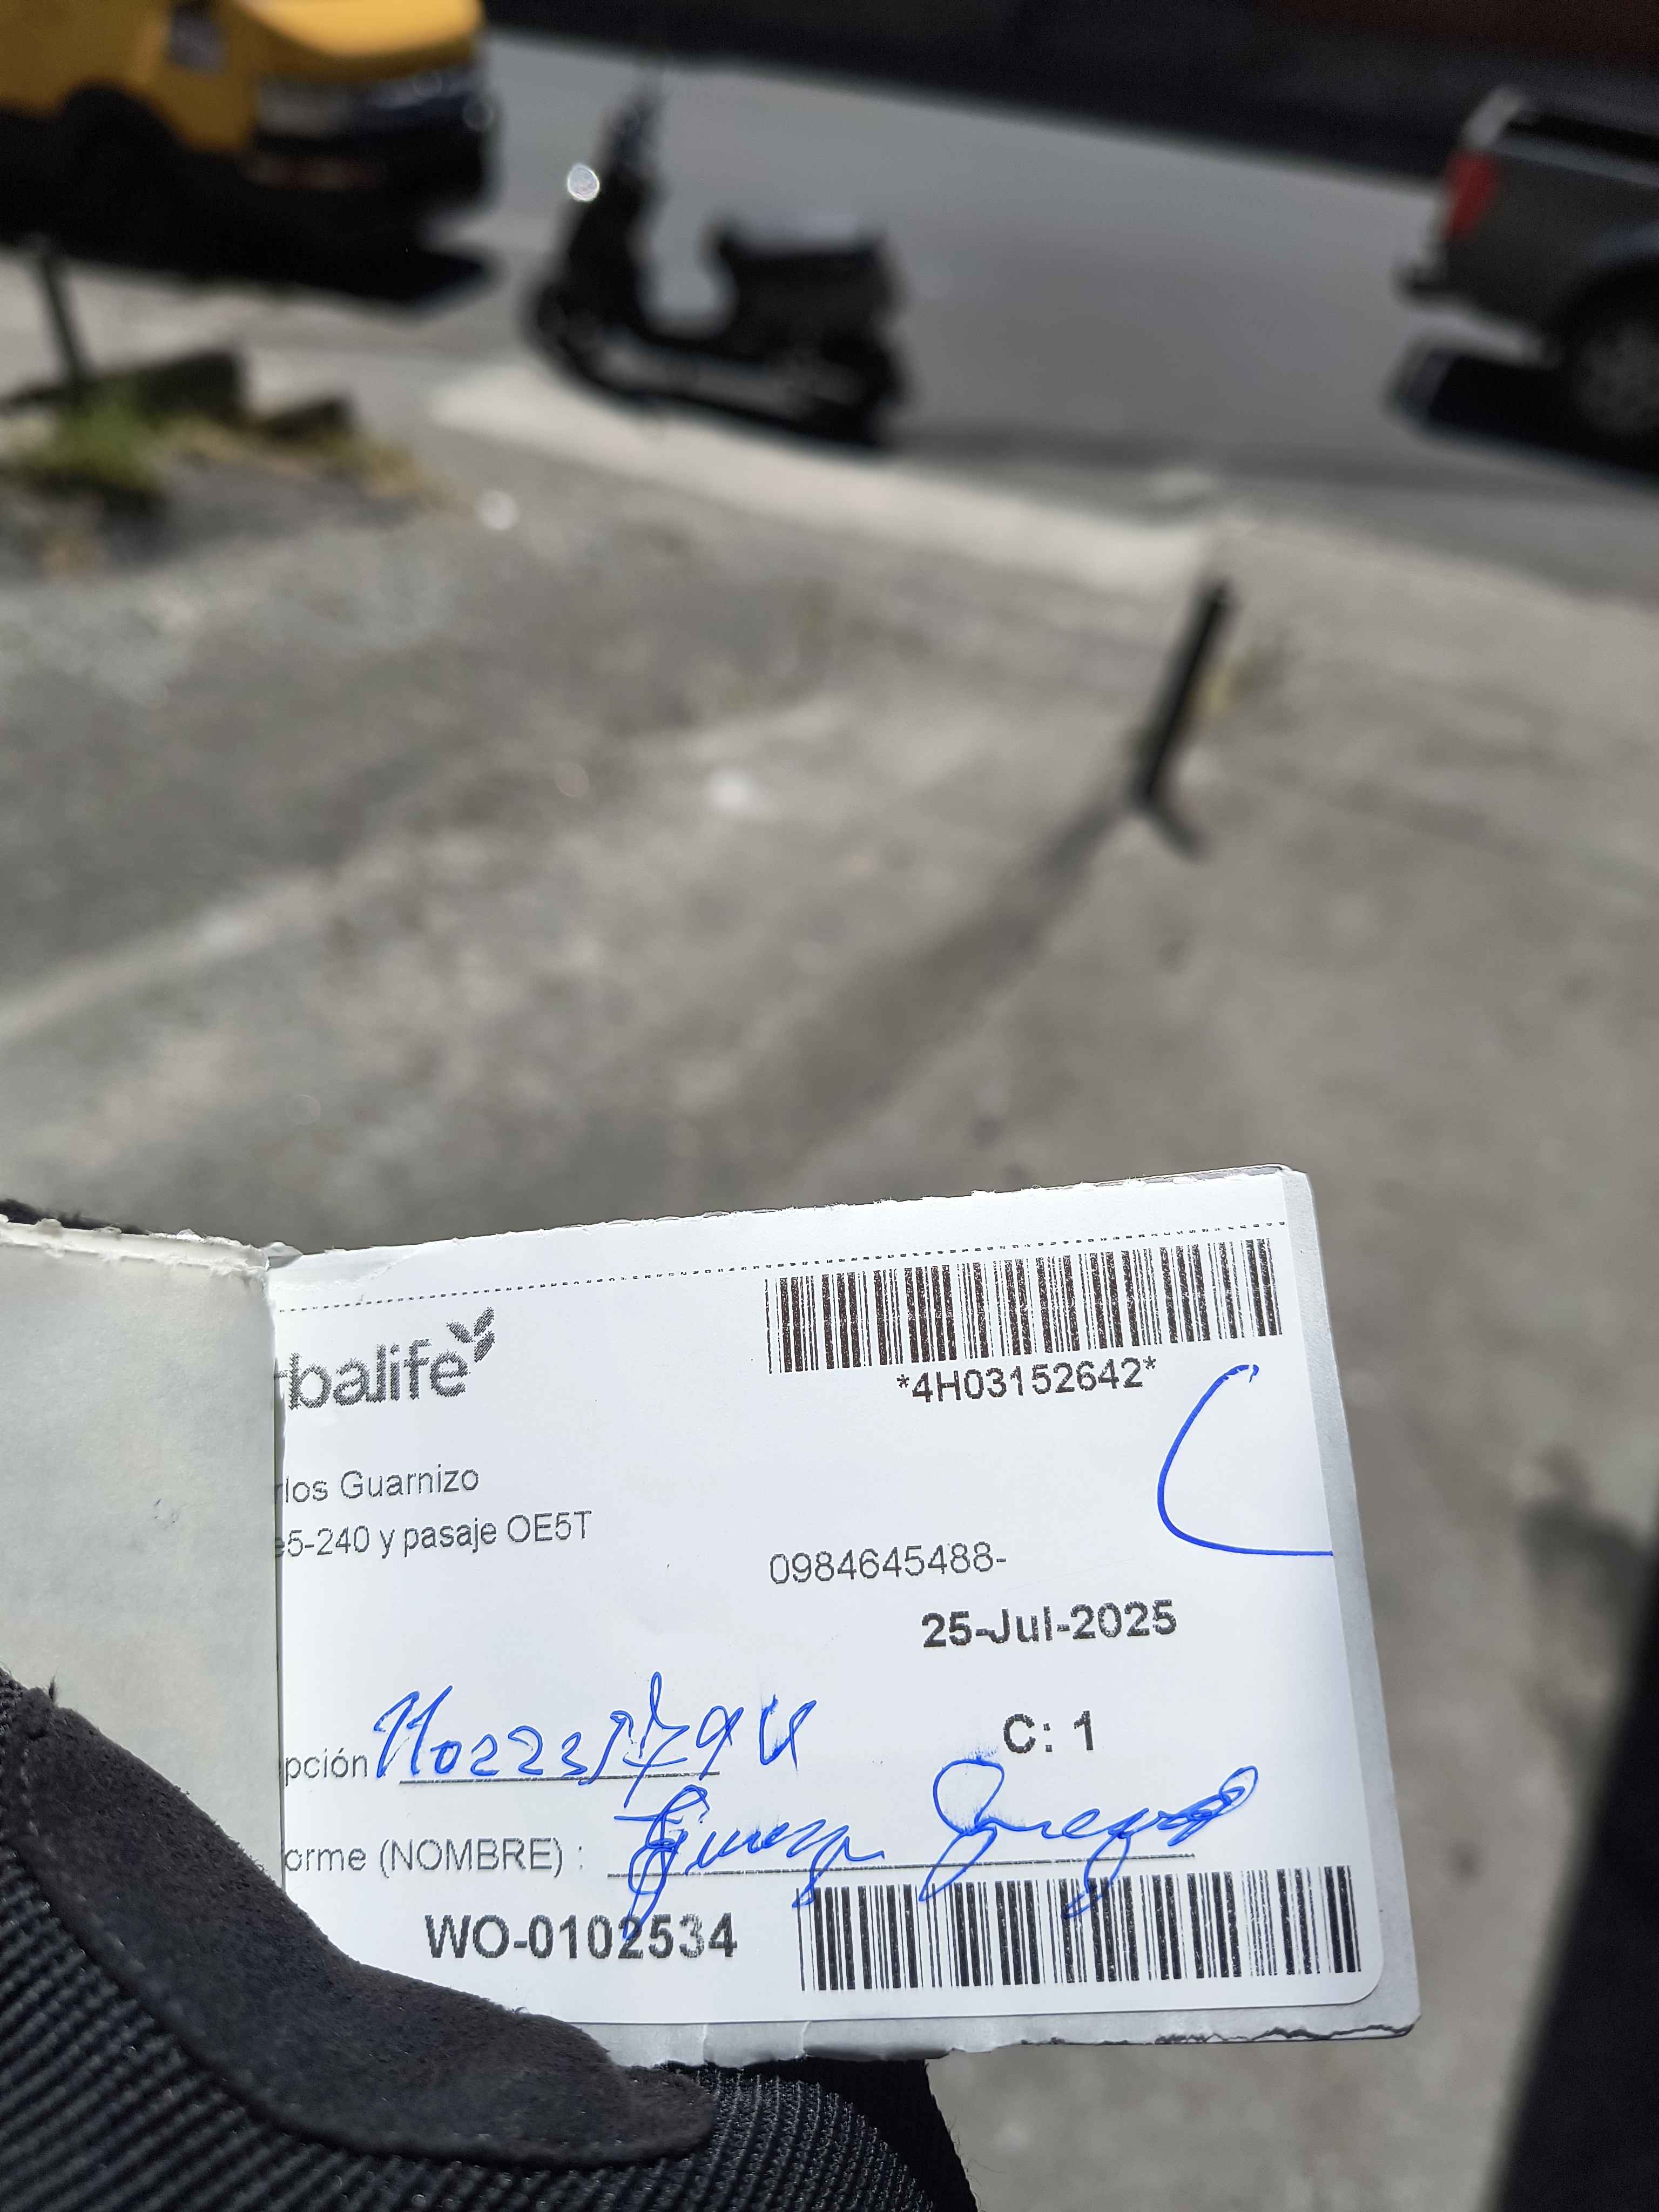 rbalife
*4H03152642*
rlos Guarnizo
e5-240 y pasaje OE5T
0984645488-
25-Jul-2025
C: 1
pción
orme (NOMBRE) :
WO-0102534